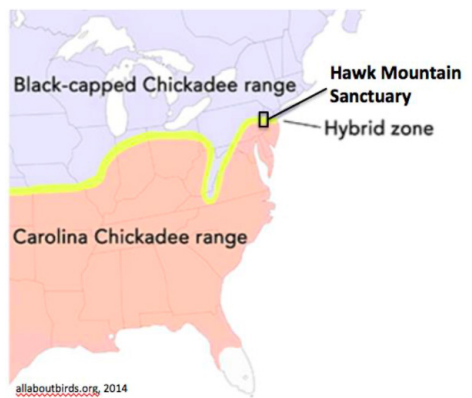 Black-capped Chickadee range
Hawk Mountain
Sanctuary
Hybrid zone
Carolina Chickadee range
allaboutbirds.org, 2014